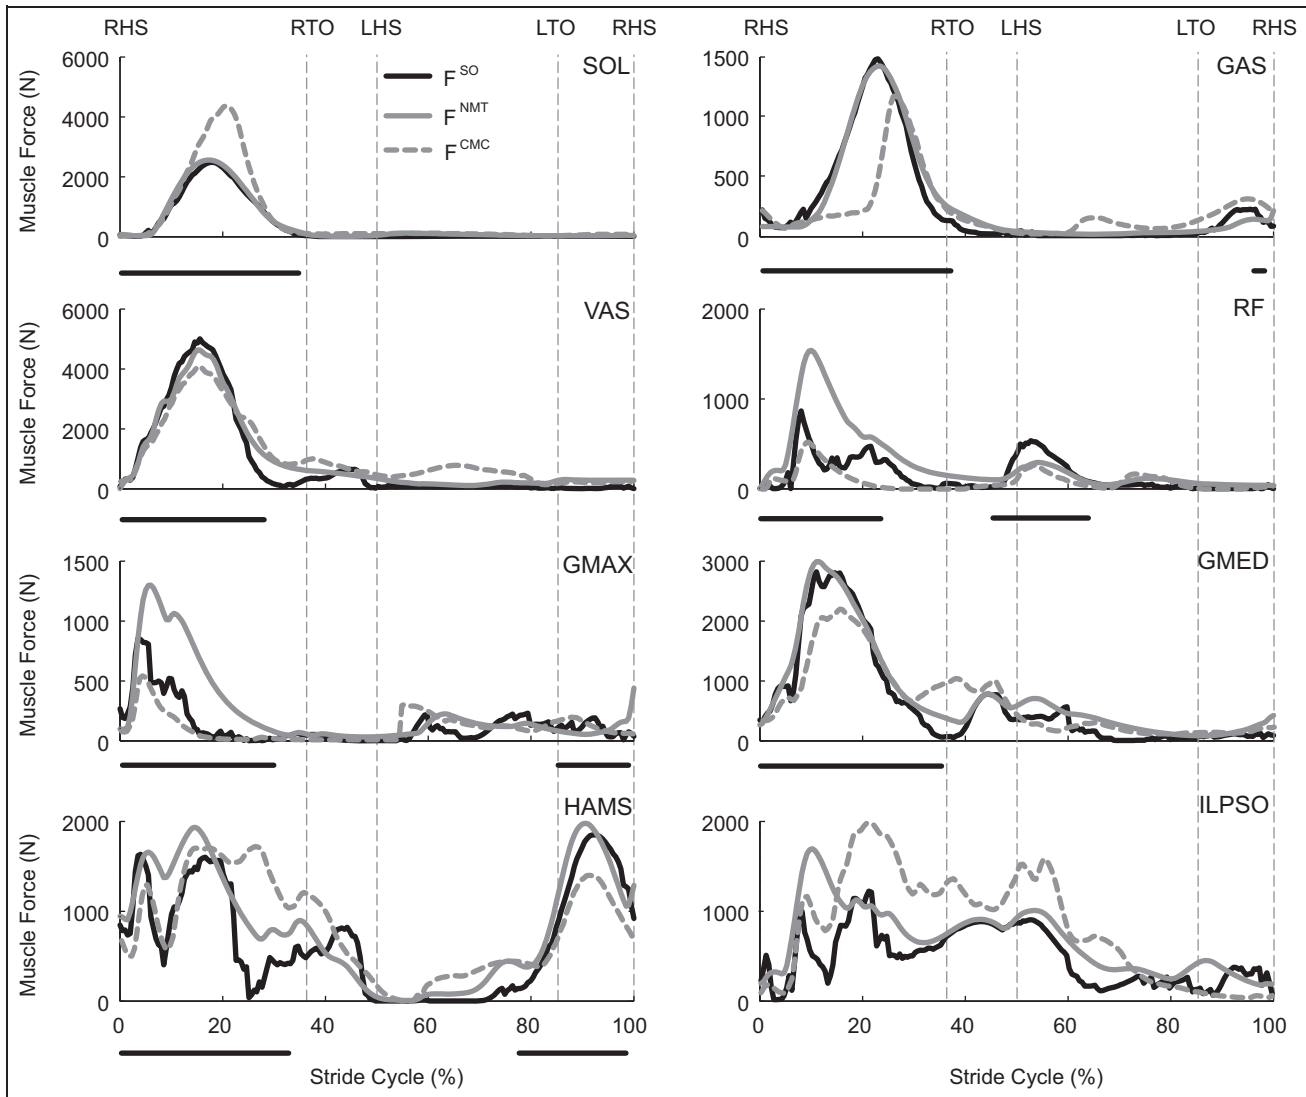 RHS RTO LHS LTO RHS RHS RTO LHS LTO RHS
6000 SOL 1500 GAS
F SO
F NMT
F CMC
4000 1000
2000 500
0 0
Muscle Force (N)
6000 VAS 2000 RF
4000
1000
2000
0 0
Muscle Force (N)
1500 GMAX 3000 GMED
1000 2000
500 1000
0 0
Muscle Force (N)
2000 HAMS 2000 ILPSO
1000 1000
0 0
Muscle Force (N)
0 20 40 60 80 100 0 20 40 60 80 100
Stride Cycle (%) Stride Cycle (%)